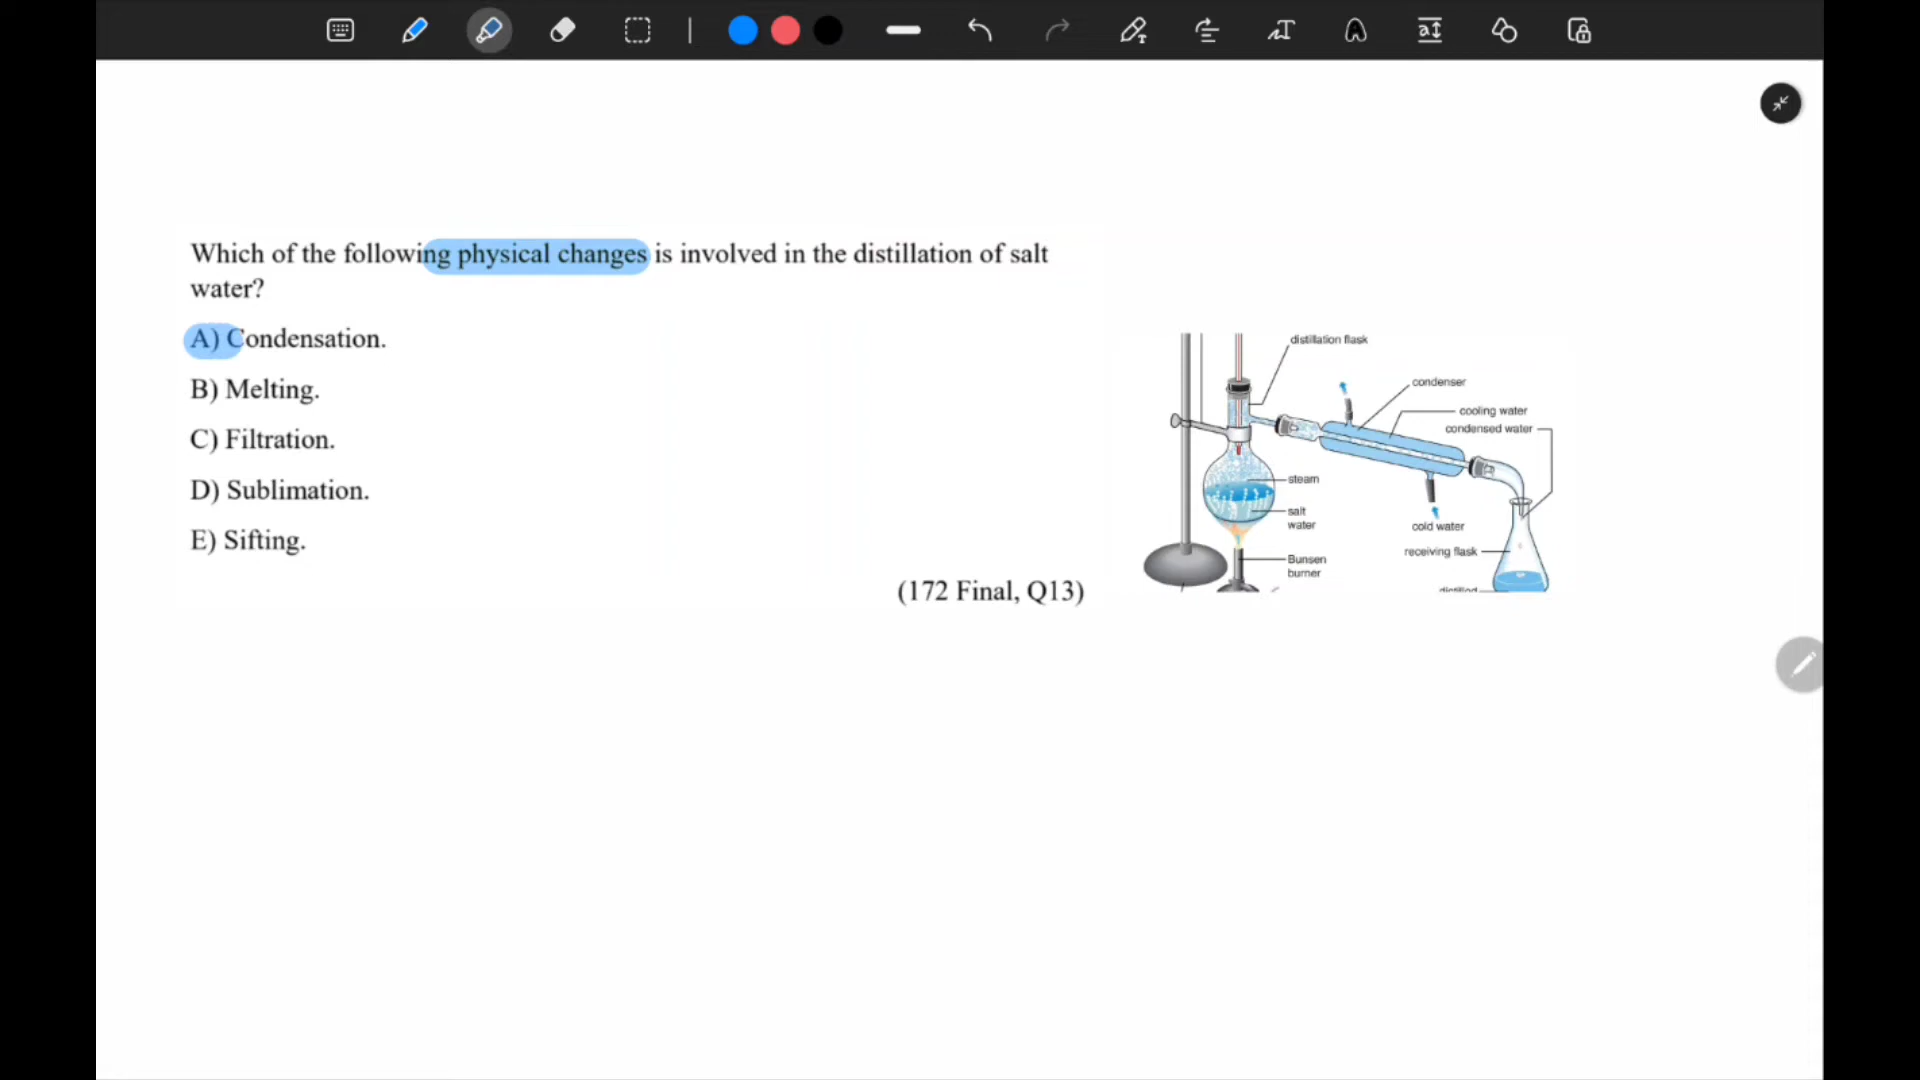 Which of the following physical changes is involved in the distillation of salt
water?
A) Condensation.
B) Melting.
C) Filtration.
D) Sublimation.
E) Sifting.
(172 Final, Q13)
distillation flask
condenser
cooling water
condensed water
steam
salt
water
cold water
receiving flask
Bunsen
burner